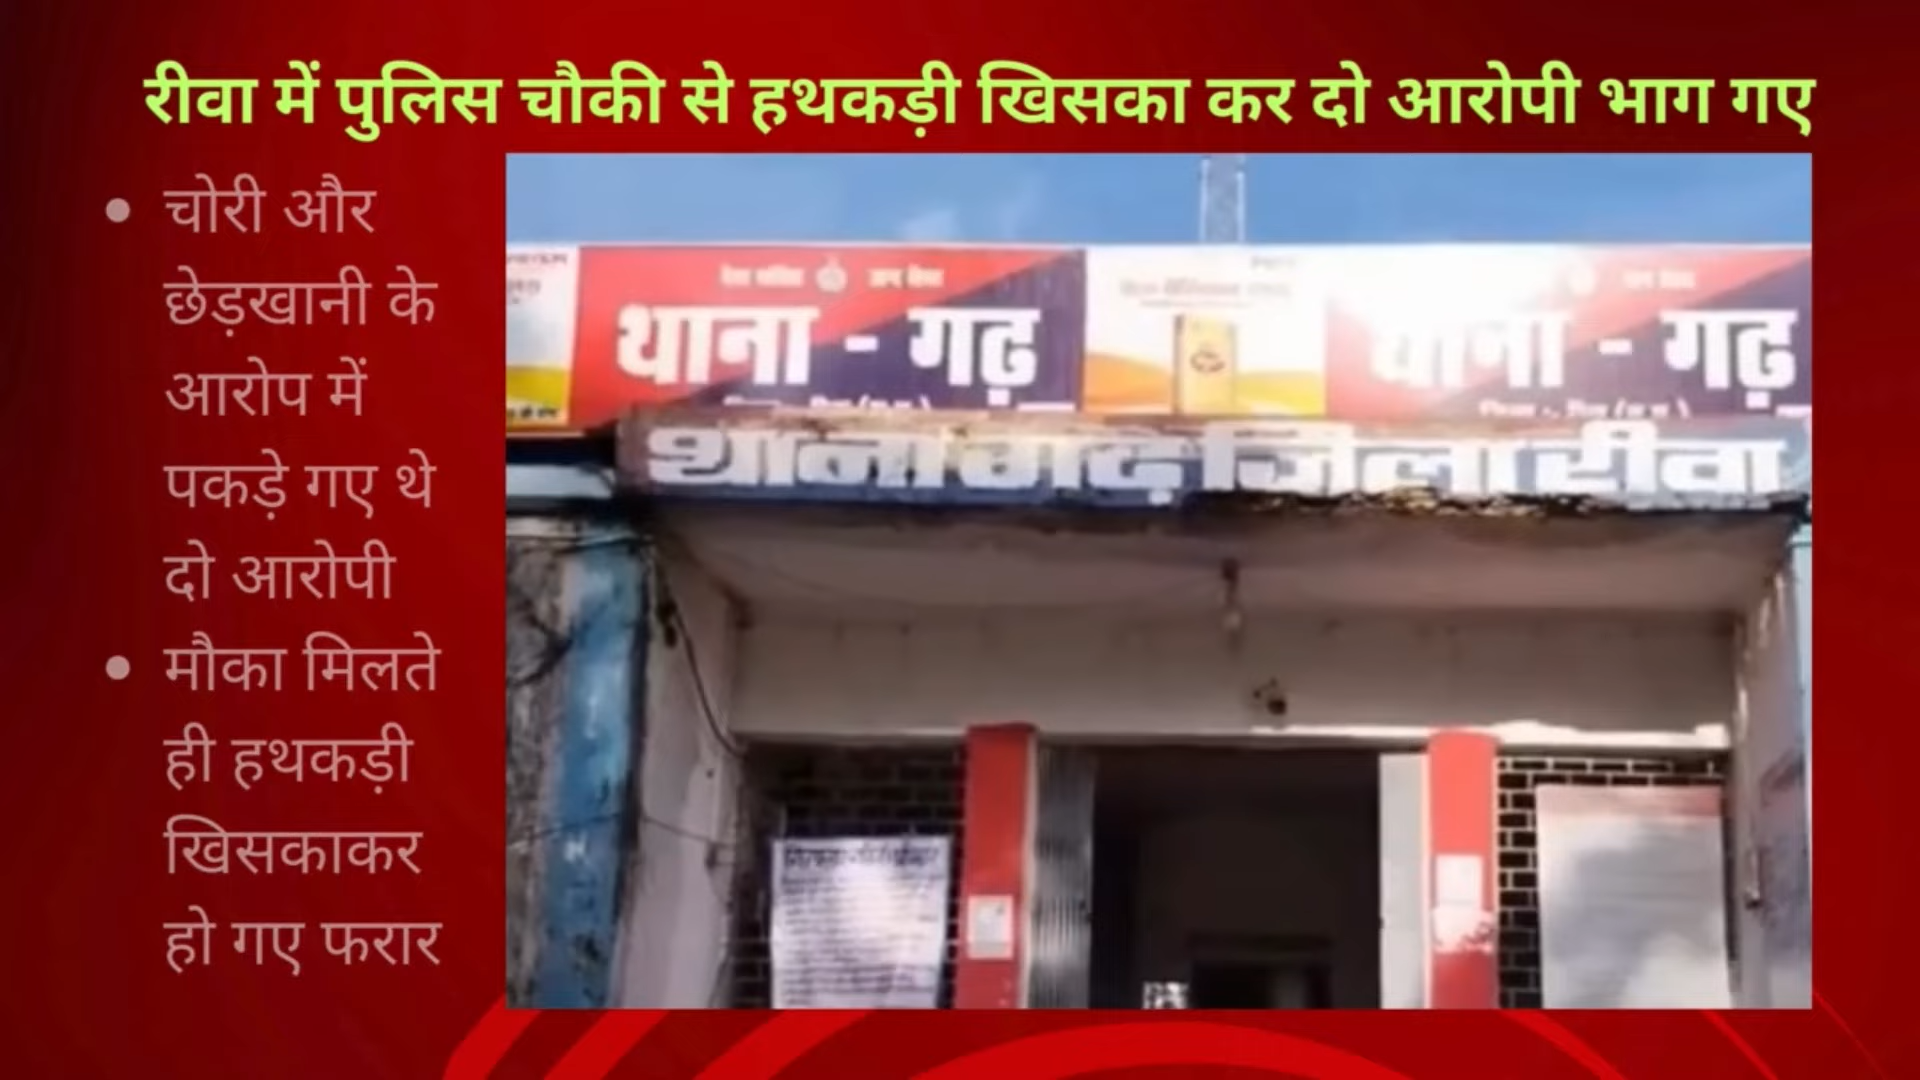 रीवा में पुलिस चौकी से हथकड़ी खिसका कर दो आरोपी भाग गए
• चोरी और
छेड़खानी के
आरोप में
पकड़े गए थे
दो आरोपी
• मौका मिलते
ही हथकड़ी
खिसकाकर
हो गए फरार
थाना - गढ़
थाना - गढ़
थाना गढ़ जिला रीवा